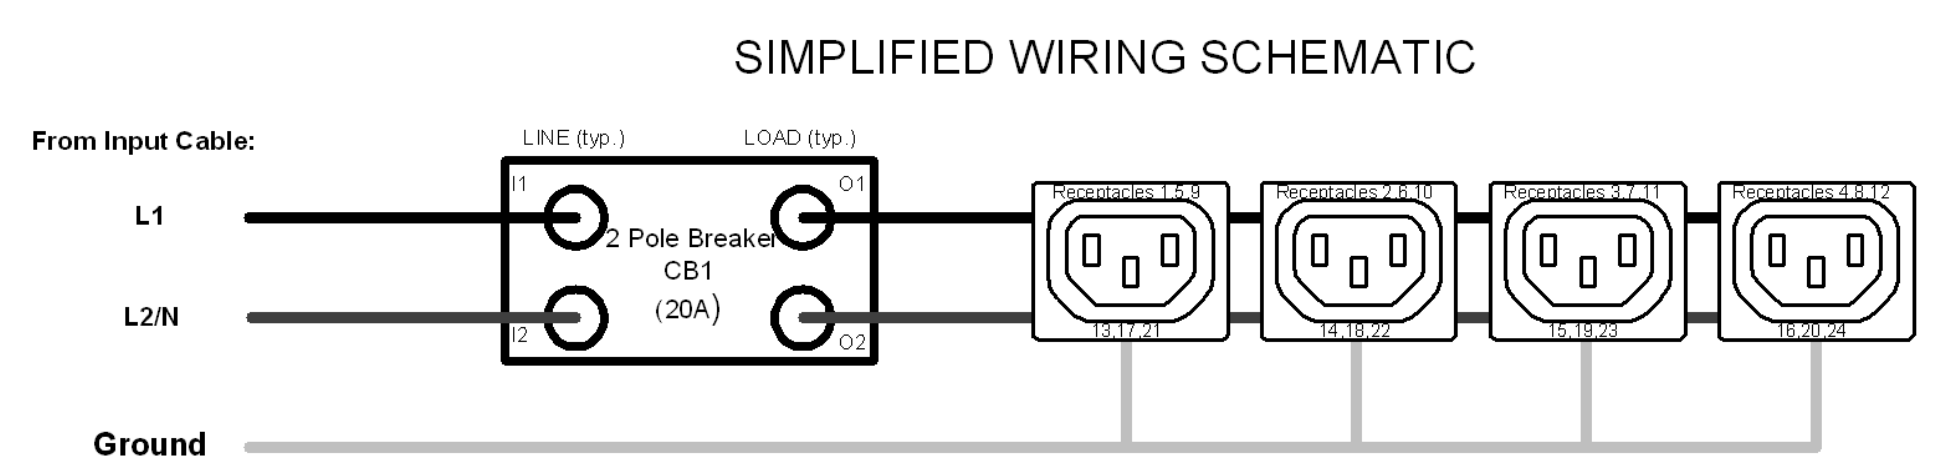 SIMPLIFIED WIRING SCHEMATIC
From Input Cable:
LINE (typ.)
LOAD (typ.)
I1
O1
Receptacles 1,5,9
Receptacles 2,6,10
Receptacles 3,7,11
Receptacles 4,8,12
L1
2 Pole Breaker
CB1
(20A)
L2/N
I2
O2
13,17,21
14,18,22
15,19,23
16,20,24
Ground